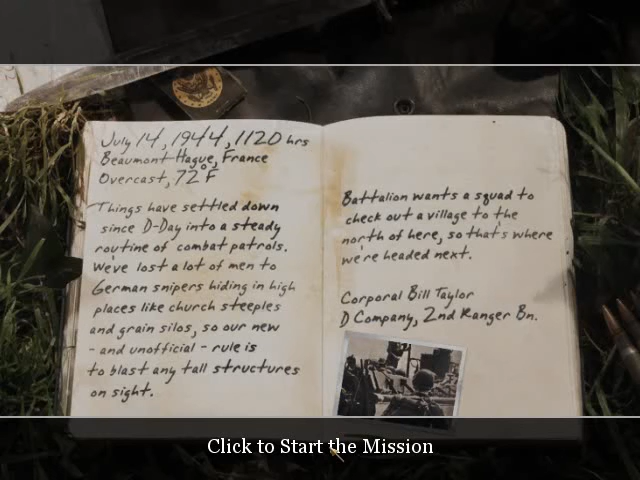 July 14, 1944, 1120 hrs
Beaumont-Hague, France
Overcast, 72°F
Things have settled down
since D-Day into a steady
routine of combat patrols.
We've lost a lot of men to
German snipers hiding in high
places like church steeples
and grain silos, so our new
- and unofficial - rule is
to blast any tall structures
on sight.
Battalion wants a squad to
check out a village to the
north of here, so that's where
we're headed next.
Corporal Bill Taylor
D Company, 2nd Ranger Bn.
Click to Start the Mission